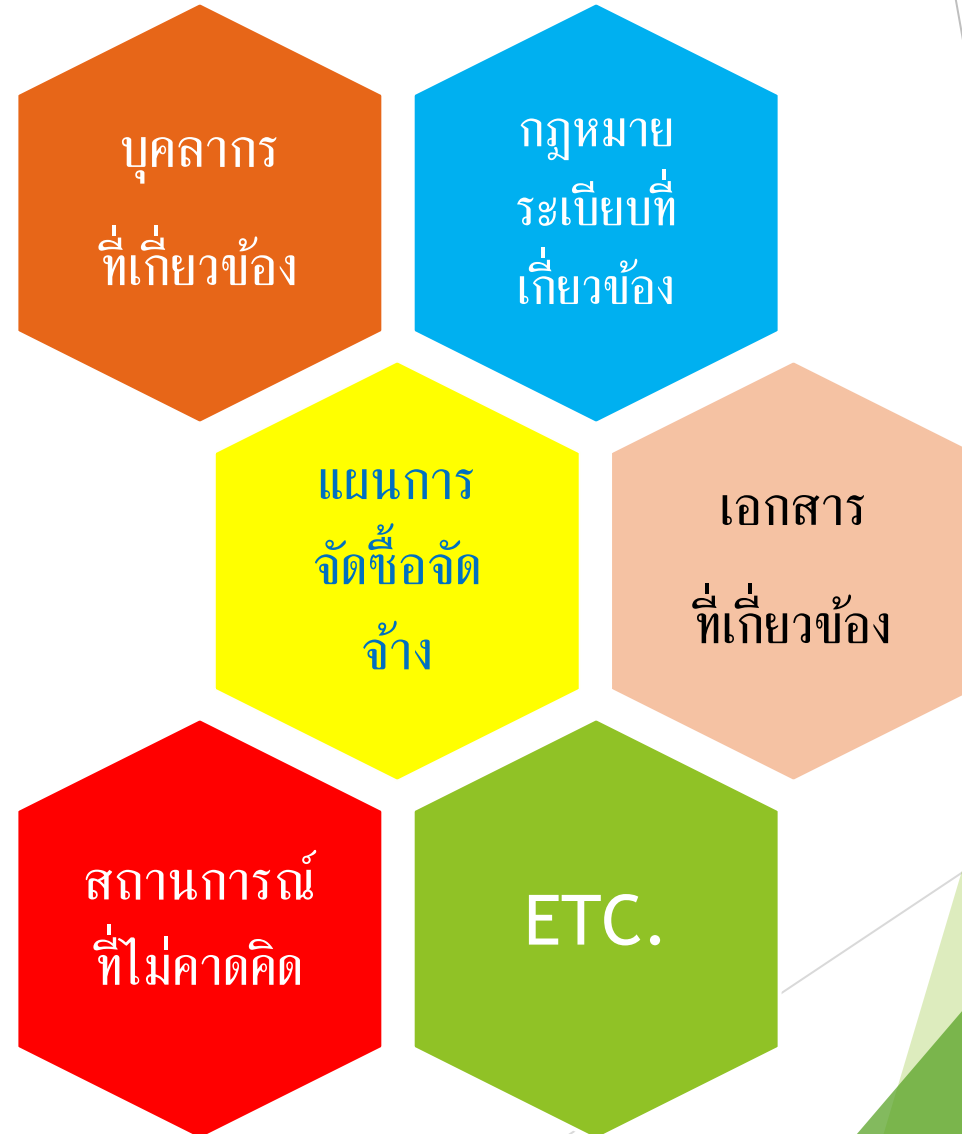 บุคลากร
ที่เกี่ยวข้อง
กฎหมาย
ระเบียบที่
เกี่ยวข้อง
แผนการ
จัดซื้อจัด
จ้าง
เอกสาร
ที่เกี่ยวข้อง
สถานการณ์
ที่ไม่คาดคิด
ETC.